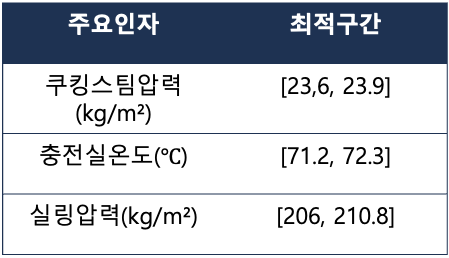 주요인자 최적구간
쿠킹스팀압력 [23,6, 23.9]
(kg/m²)
충전실온도(℃) [71.2, 72.3]
실링압력(kg/m²) [206, 210.8]